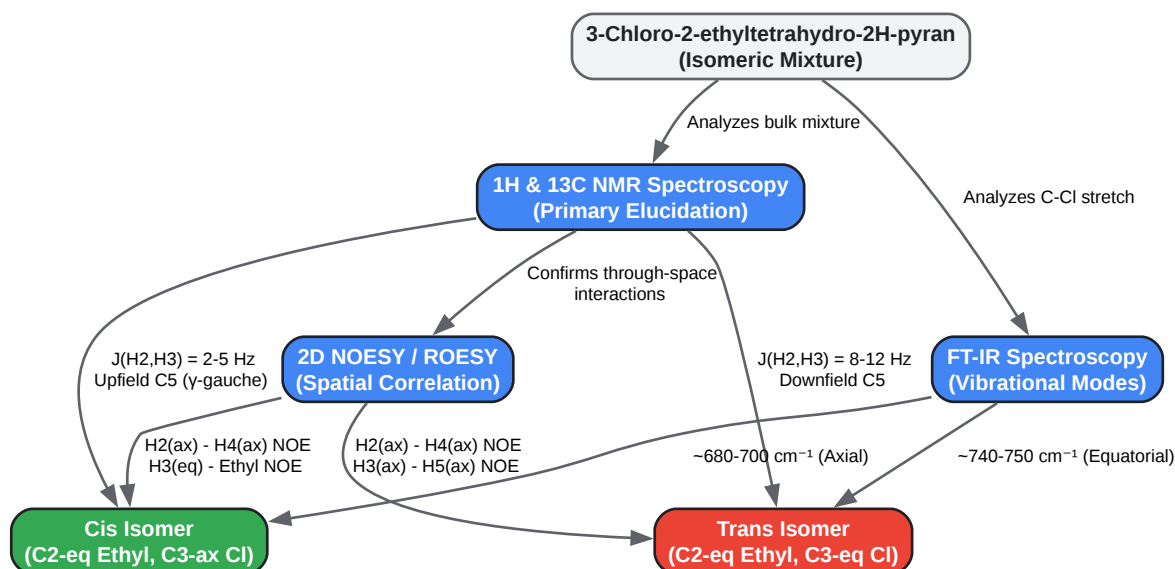 3-Chloro-2-ethyltetrahydro-2H-pyran
(Isomeric Mixture)
Analyzes bulk mixture
1H & 13C NMR Spectroscopy
(Primary Elucidation)
Analyzes C-Cl stretch
Confirms through-space
interactions
J(H2,H3) = 2-5 Hz
Upfield C5 (γ-gauche)
2D NOESY / ROESY
(Spatial Correlation)
J(H2,H3) = 8-12 Hz
Downfield C5
FT-IR Spectroscopy
(Vibrational Modes)
H2(ax) - H4(ax) NOE
H3(eq) - Ethyl NOE
H2(ax) - H4(ax) NOE
H3(ax) - H5(ax) NOE
~680-700 cm⁻¹ (Axial)
~740-750 cm⁻¹ (Equatorial)
Cis Isomer
(C2-eq Ethyl, C3-ax Cl)
Trans Isomer
(C2-eq Ethyl, C3-eq Cl)